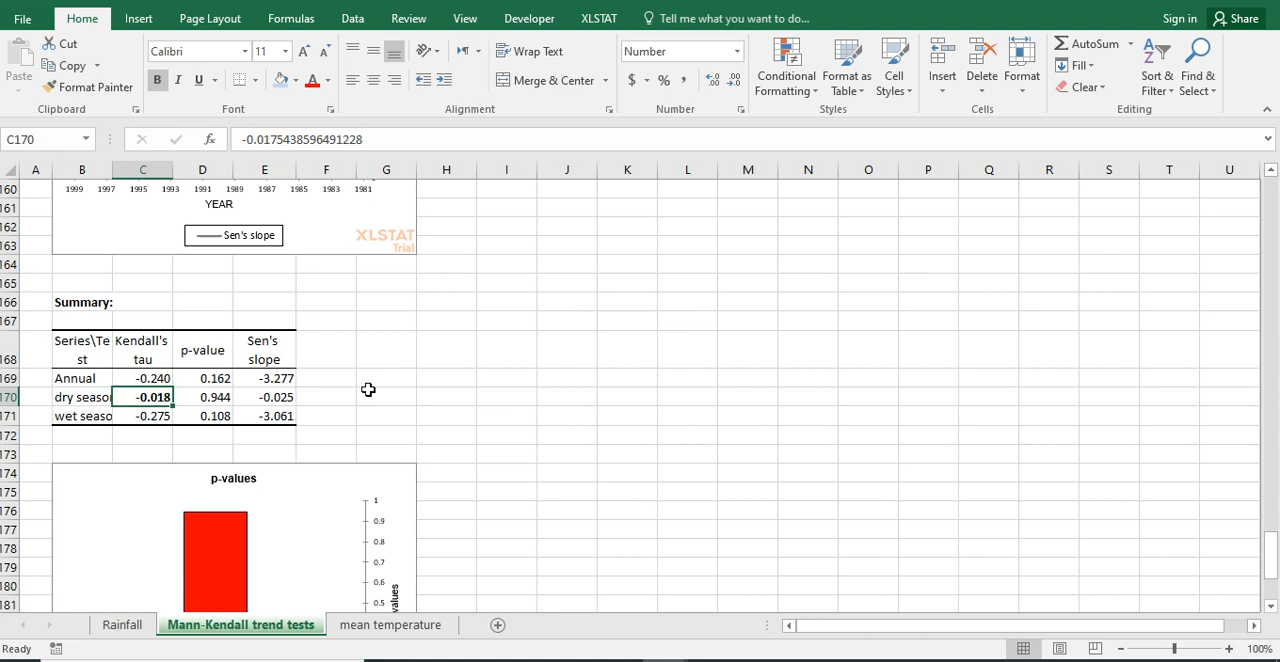 File Home Insert Page Layout Formulas Data Review View Developer XLSTAT Tell me what you want to do... Sign in Share
Paste Cut Copy Format Painter Clipboard
Calibri 11 B I U A Font
Wrap Text Merge & Center Alignment
Number $ % Number
Conditional Formatting Format as Table Cell Styles Styles
Insert Delete Format Cells
AutoSum Fill Clear Sort & Filter Find & Select Editing
C170 fx -0.0175438596491228
A B C D E F G H I J K L M N O P Q R S T U
160 1999 1997 1995 1993 1991 1989 1987 1985 1983 1981
161 YEAR
162 Sen's slope XLSTAT
163 Trial
164
165
166 Summary:
167
168 Series\Te st Kendall's tau p-value Sen's slope
169 Annual -0.240 0.162 -3.277
170 dry seaso -0.018 0.944 -0.025
171 wet seaso -0.275 0.108 -3.061
172
173
174 p-values
175 1
176 0.9
177 0.8
178 0.7
179 0.6
180 0.5
181 values
Rainfall Mann-Kendall trend tests mean temperature
Ready 100%